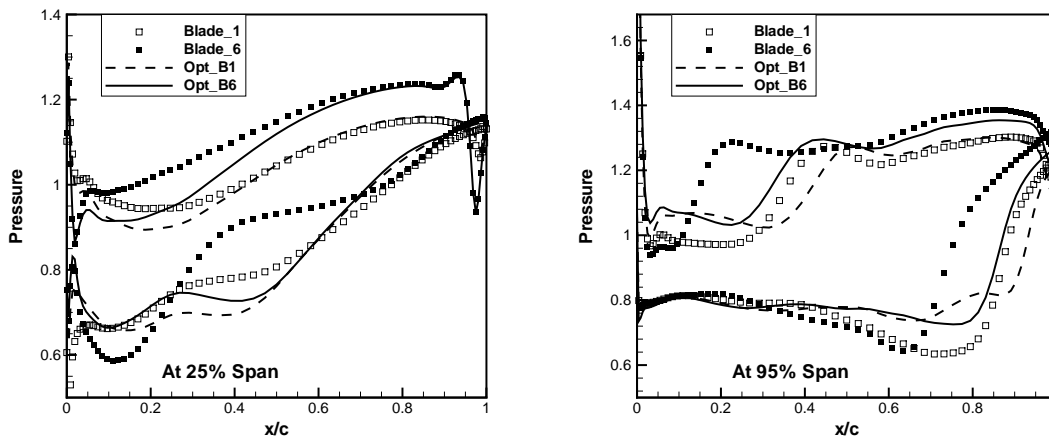 Pressure
1.4
1.2
1
0.8
0.6
0
0.2
0.4
0.6
0.8
1
x/c
Blade_1
Blade_6
Opt_B1
Opt_B6
At 25% Span
Pressure
1.6
1.4
1.2
1
0.8
0.6
0
0.2
0.4
0.6
0.8
x/c
Blade_1
Blade_6
Opt_B1
Opt_B6
At 95% Span